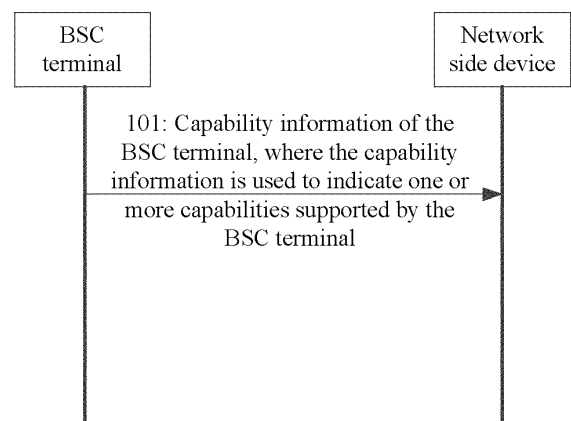 BSC
terminal
Network
side device
101: Capability information of the
BSC terminal, where the capability
information is used to indicate one or
more capabilities supported by the
BSC terminal